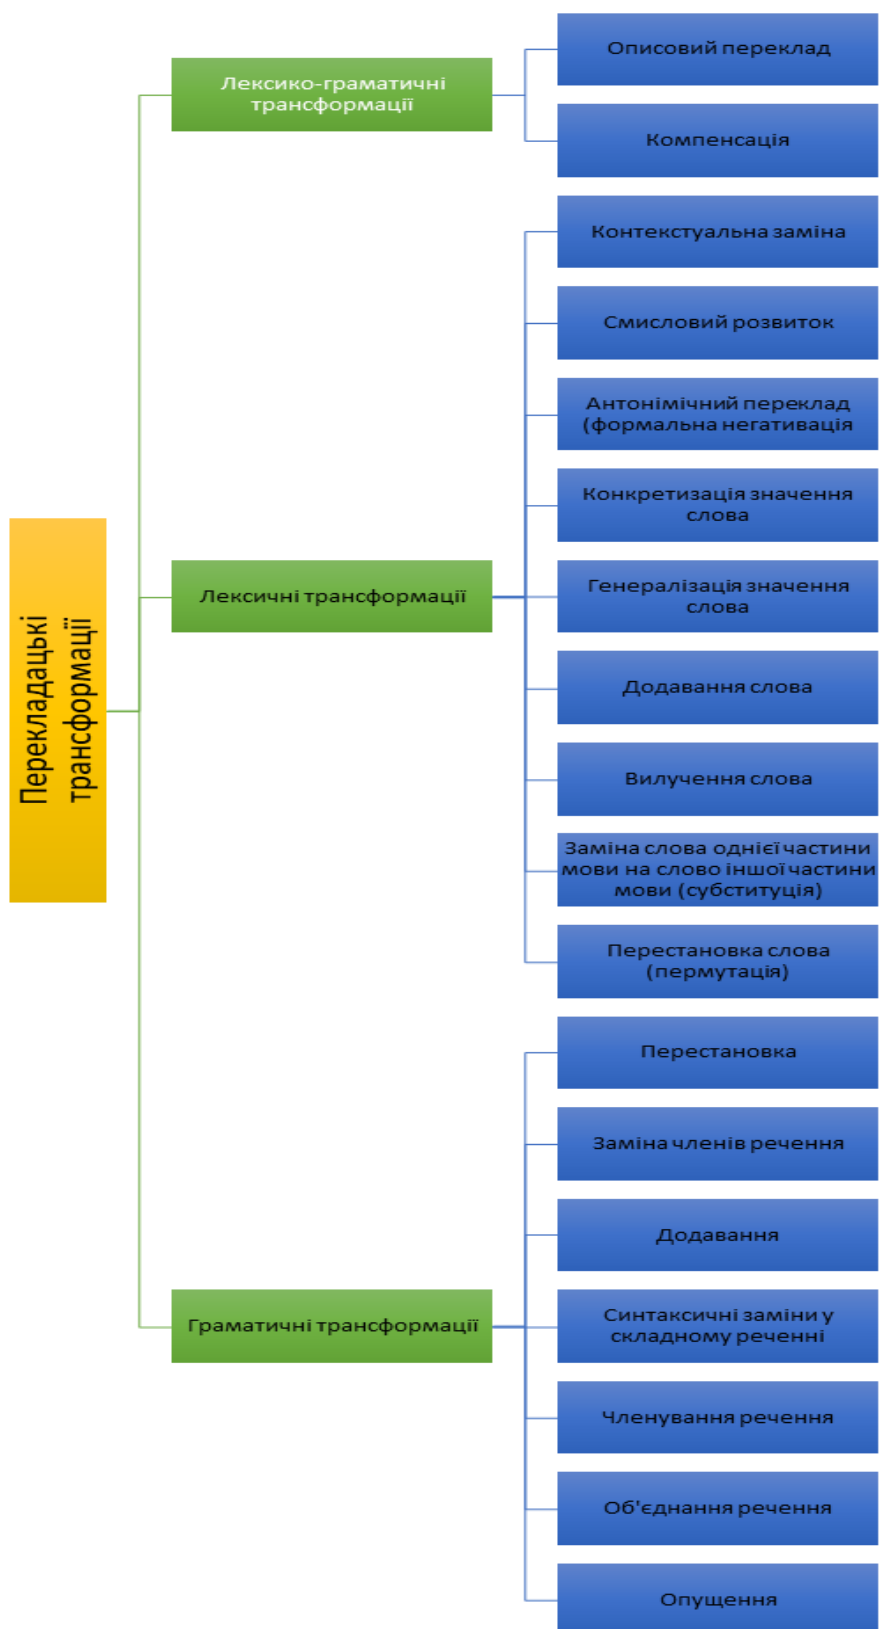 Перекладацькі
трансформації
Лексико-граматичні
трансформації
Описовий переклад
Компенсація
Лексичні трансформації
Контекстуальна заміна
Смисловий розвиток
Антонімічний переклад
(формальна негативація
Конкретизація значення
слова
Генералізація значення
слова
Додавання слова
Вилучення слова
Заміна слова однієї частини
мови на слово іншої частини
мови (субституція)
Перестановка слова
(пермутація)
Граматичні трансформації
Перестановка
Заміна членів речення
Додавання
Синтаксичні заміни у
складному реченні
Членування речення
Об'єднання речення
Опущення